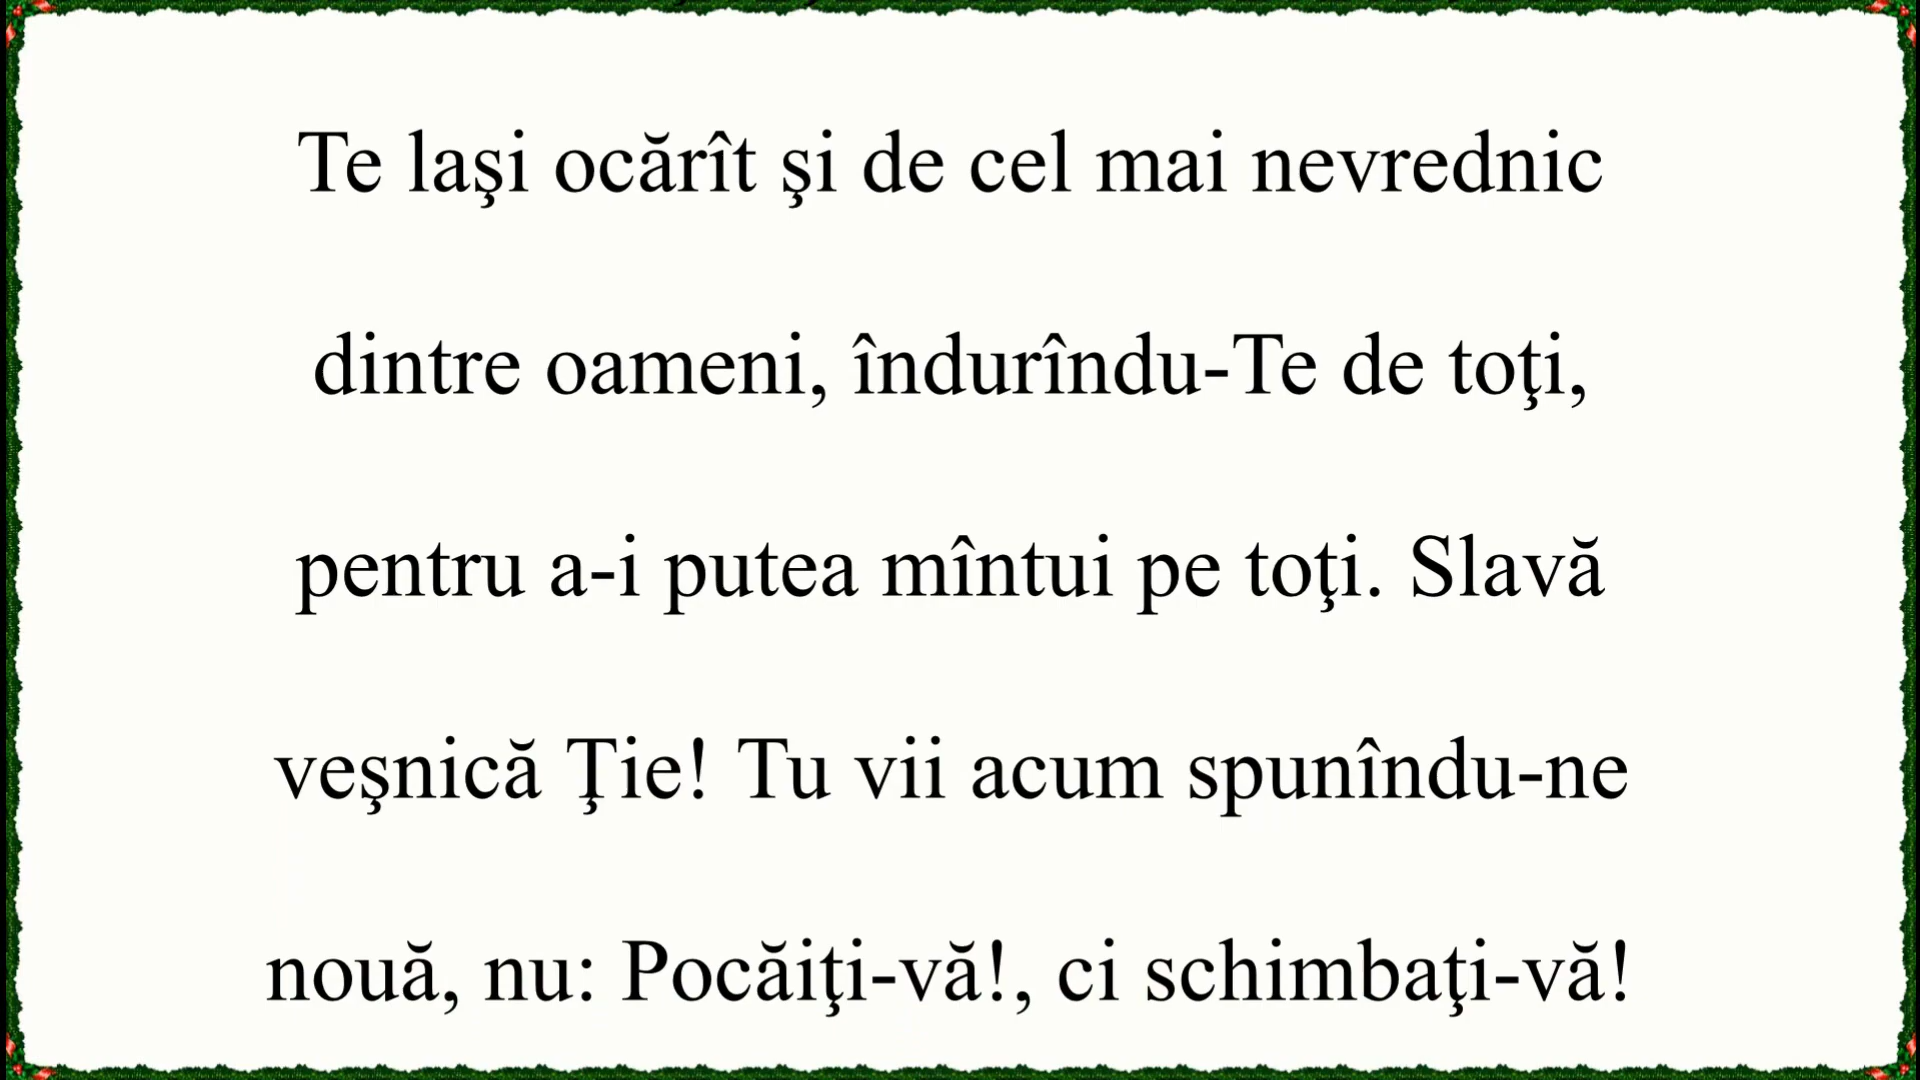 Te laşi ocărît şi de cel mai nevrednic
dintre oameni, îndurîndu-Te de toţi,
pentru a-i putea mîntui pe toţi. Slavă
veşnică Ţie! Tu vii acum spunîndu-ne
nouă, nu: Pocăiţi-vă!, ci schimbaţi-vă!